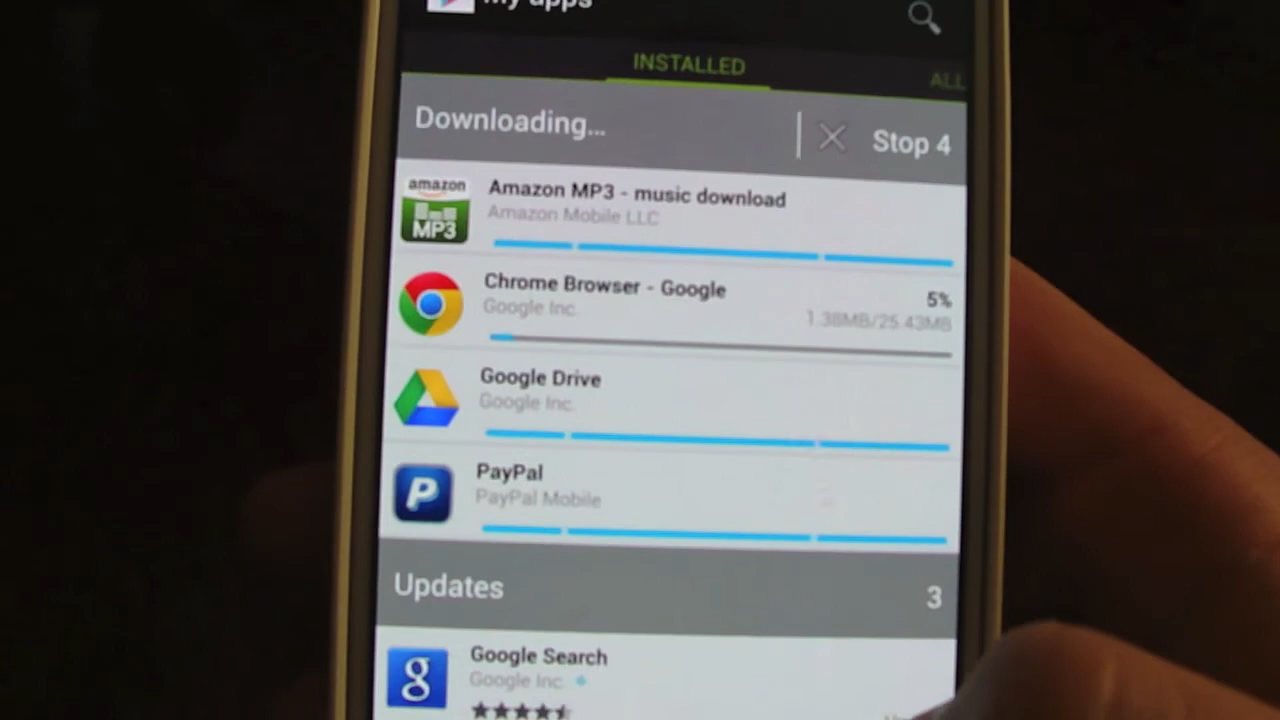 My apps
INSTALLED
ALL
Downloading...
Stop 4
amazon
MP3
Amazon MP3 - music download
Amazon Mobile LLC
Chrome Browser - Google
5%
Google Inc.
1.38MB/25.43MB
Google Drive
Google Inc.
P
PayPal
PayPal Mobile
Updates
3
g
Google Search
Google Inc.